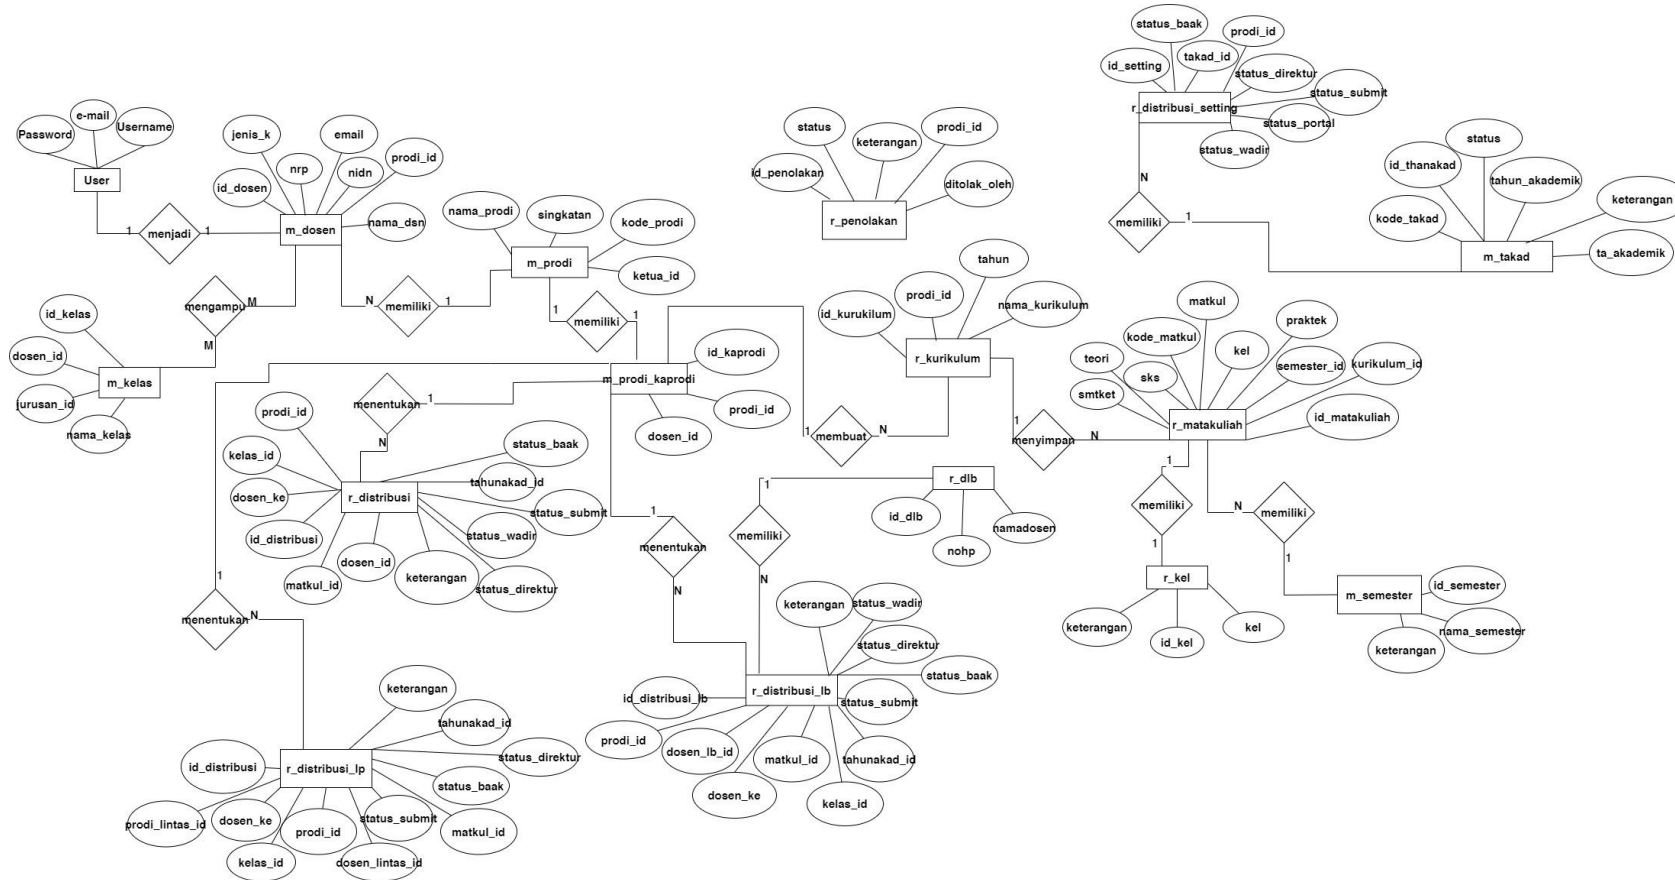 Password
e-mail
Username
User
1
menjadi
1
jenis_k
nrp
email
nidn
prodi_id
id_dosen
nama_dsn
m_dosen
mengampu
M
M
id_kelas
dosen_id
m_kelas
jurusan_id
nama_kelas
N
memiliki
1
nama_prodi
singkatan
kode_prodi
m_prodi
ketua_id
1
memiliki
1
id_kaprodi
m_prodi_kaprodi
prodi_id
dosen_id
menentukan
1
N
prodi_id
kelas_id
dosen_ke
id_distribusi
matkul_id
dosen_id
keterangan
status_direktur
status_wadir
status_submit
tahunakad_id
status_baak
r_distribusi
1
menentukan
N
keterangan
tahunakad_id
status_direktur
status_baak
matkul_id
status_submit
dosen_lintas_id
prodi_id
kelas_id
dosen_ke
prodi_lintas_id
id_distribusi
r_distribusi_lp
status
keterangan
prodi_id
id_penolakan
ditolak_oleh
r_penolakan
tahun
prodi_id
id_kurukilum
nama_kurikulum
r_kurikulum
1
membuat
N
1
menyimpan
N
1
menentukan
N
1
memiliki
N
r_dlb
id_dlb
nohp
namadosen
keterangan
status_wadir
status_direktur
status_baak
status_submit
tahunakad_id
kelas_id
matkul_id
dosen_ke
dosen_lb_id
prodi_id
id_distribusi_lb
r_distribusi_lb
status_baak
prodi_id
takad_id
id_setting
status_direktur
status_submit
r_distribusi_setting
status_portal
status_wadir
N
memiliki
1
status
id_thanakad
tahun_akademik
keterangan
kode_takad
m_takad
ta_akademik
matkul
praktek
kode_matkul
kel
teori
sks
semester_id
kurikulum_id
smtket
id_matakuliah
r_matakuliah
1
memiliki
1
r_kel
keterangan
id_kel
kel
N
memiliki
1
m_semester
id_semester
nama_semester
keterangan